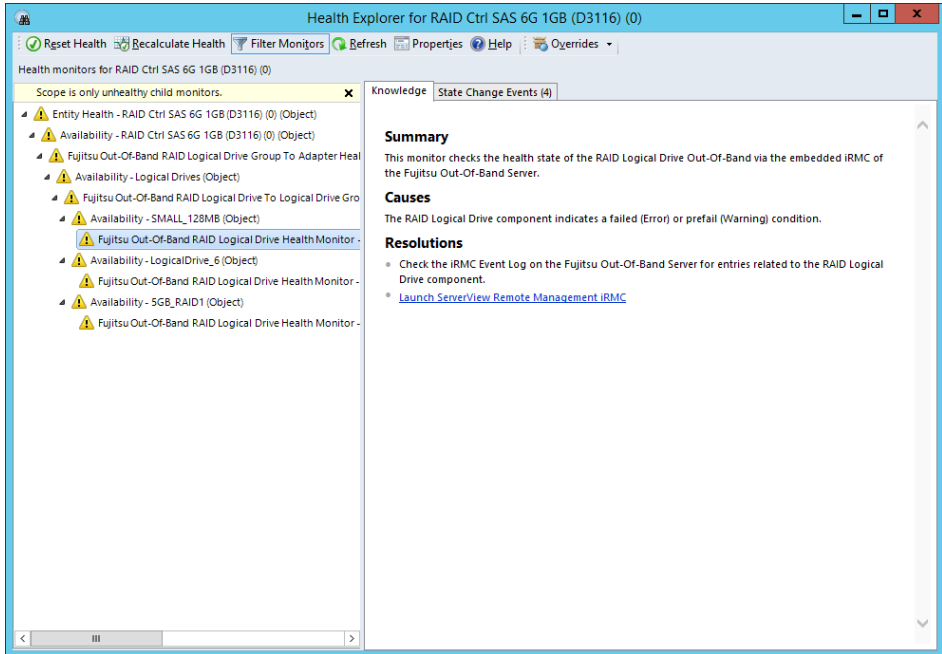 Health Explorer for RAID Ctrl SAS 6G 1GB (D3116) (0)
Reset Health Recalculate Health Filter Monitors Refresh Properties Help Overrides
Health monitors for RAID Ctrl SAS 6G 1GB (D3116) (0)
Scope is only unhealthy child monitors.
Entity Health - RAID Ctrl SAS 6G 1GB (D3116) (0) (Object)
Availability - RAID Ctrl SAS 6G 1GB (D3116) (0) (Object)
Fujitsu Out-Of-Band RAID Logical Drive Group To Adapter Heal
Availability - Logical Drives (Object)
Fujitsu Out-Of-Band RAID Logical Drive To Logical Drive Gro
Availability - SMALL_128MB (Object)
Fujitsu Out-Of-Band RAID Logical Drive Health Monitor -
Availability - LogicalDrive_6 (Object)
Fujitsu Out-Of-Band RAID Logical Drive Health Monitor -
Availability - 5GB_RAID1 (Object)
Fujitsu Out-Of-Band RAID Logical Drive Health Monitor -
Knowledge State Change Events (4)
Summary
This monitor checks the health state of the RAID Logical Drive Out-Of-Band via the embedded iRMC of
the Fujitsu Out-Of-Band Server.
Causes
The RAID Logical Drive component indicates a failed (Error) or prefail (Warning) condition.
Resolutions
Check the iRMC Event Log on the Fujitsu Out-Of-Band Server for entries related to the RAID Logical
Drive component.
Launch ServerView Remote Management iRMC